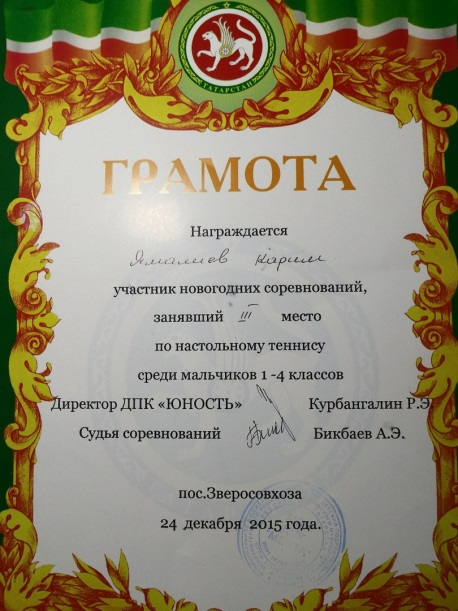 ТАТАРСТАН
ГРАМОТА
Награждается
Ямалиев Карим
участник новогодних соревнований,
занявший III место
по настольному теннису
среди мальчиков 1 -4 классов
Директор ДПК «ЮНОСТЬ» Курбангалин Р.Э
Судья соревнований Бикбаев А.Э.
пос.Зверосовхоза
24 декабря 2015 года.